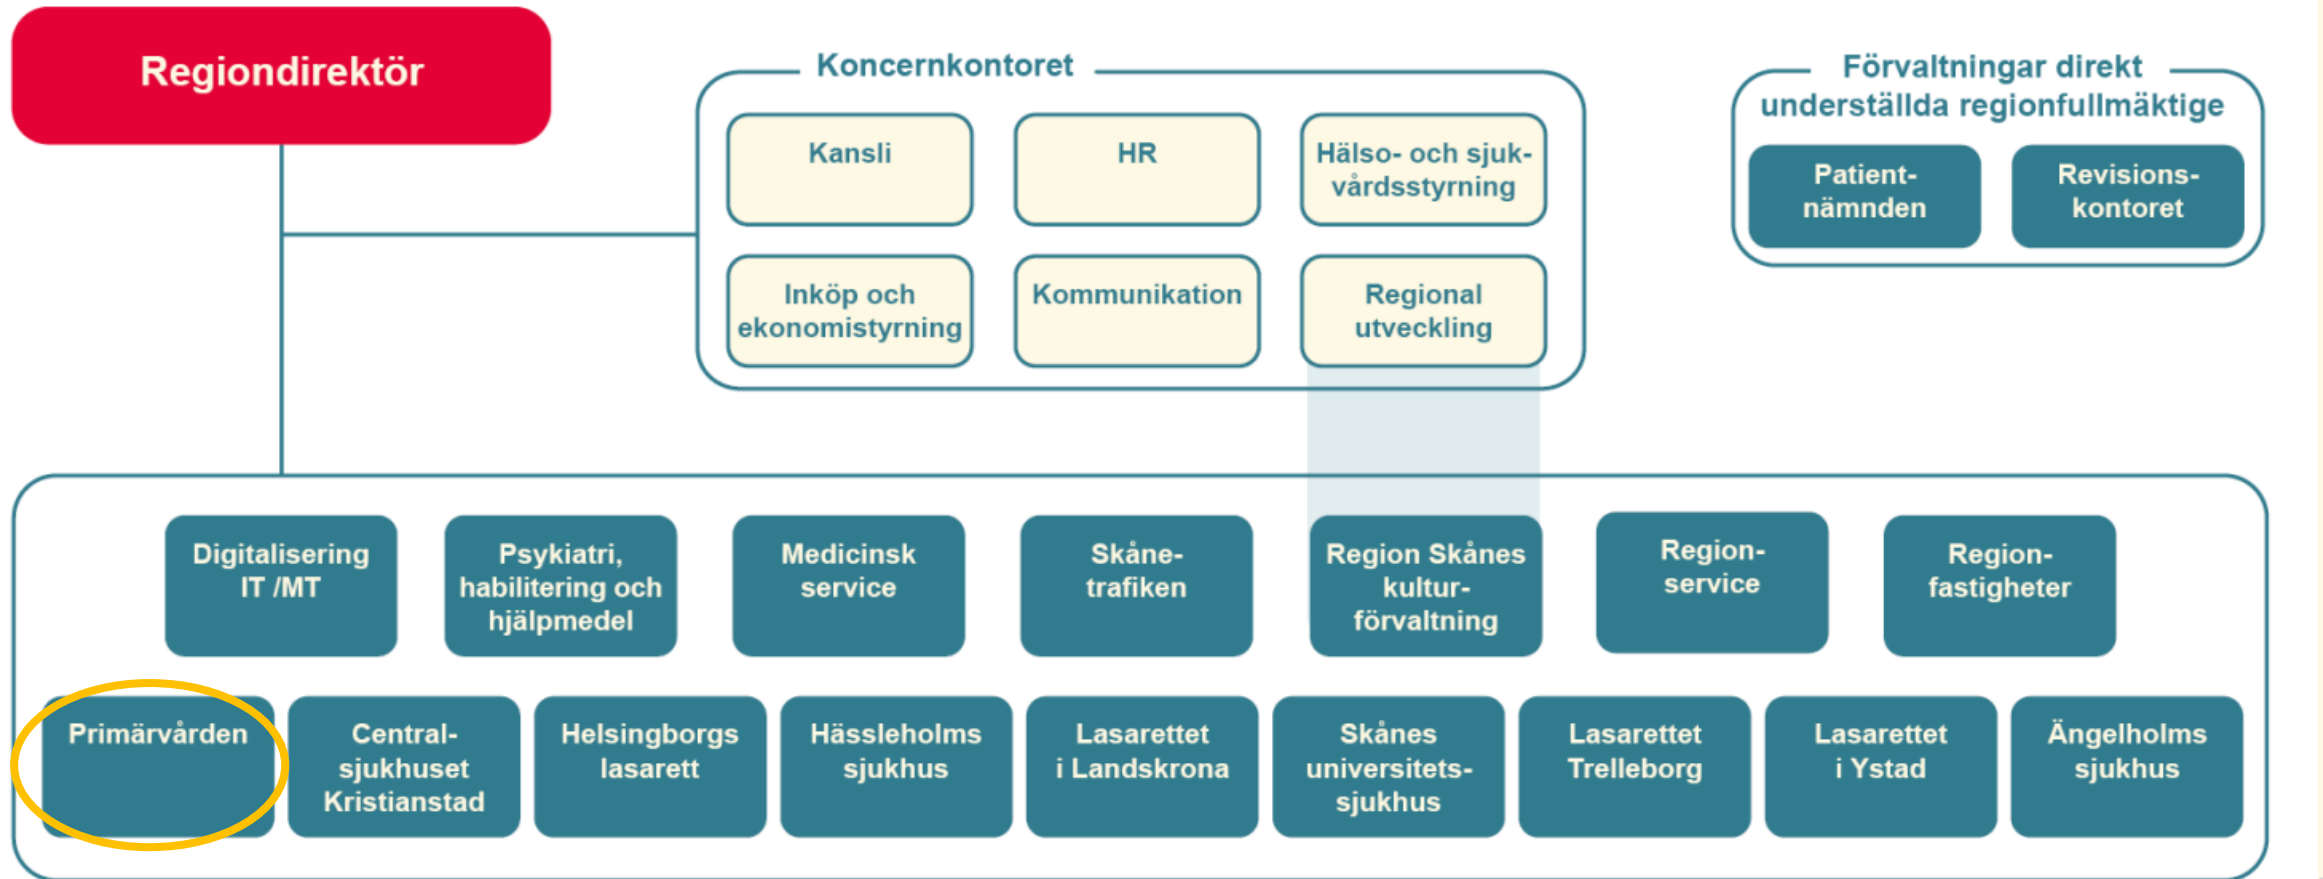 Regiondirektör
Koncernkontoret
Kansli
HR
Hälso- och sjuk-
vårdsstyrning
Inköp och
ekonomistyrning
Kommunikation
Regional
utveckling
Förvaltningar direkt
underställda regionfullmäktige
Patient-
nämnden
Revisions-
kontoret
Digitalisering
IT /MT
Psykiatri,
habilitering och
hjälpmedel
Medicinsk
service
Skåne-
trafiken
Region Skånes
kultur-
förvaltning
Region-
service
Region-
fastigheter
Primärvården
Central-
sjukhuset
Kristianstad
Helsingborgs
lasarett
Hässleholms
sjukhus
Lasarettet
i Landskrona
Skånes
universitets-
sjukhus
Lasarettet
Trelleborg
Lasarettet
i Ystad
Ängelholms
sjukhus